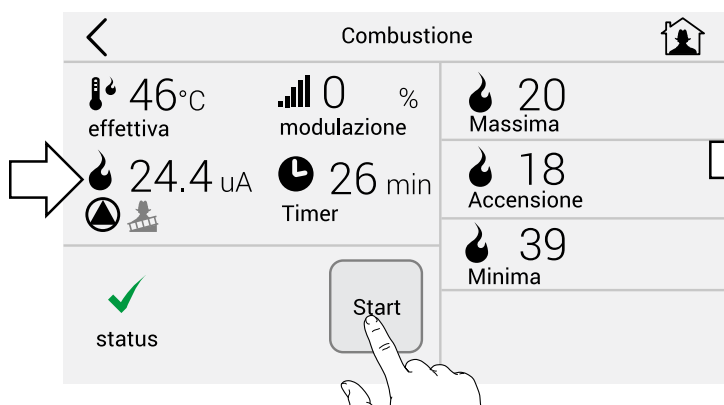 Combustione
46°C
effettiva
0 %
modulazione
24.4 uA
26 min
Timer
20
Massima
18
Accensione
39
Minima
status
Start